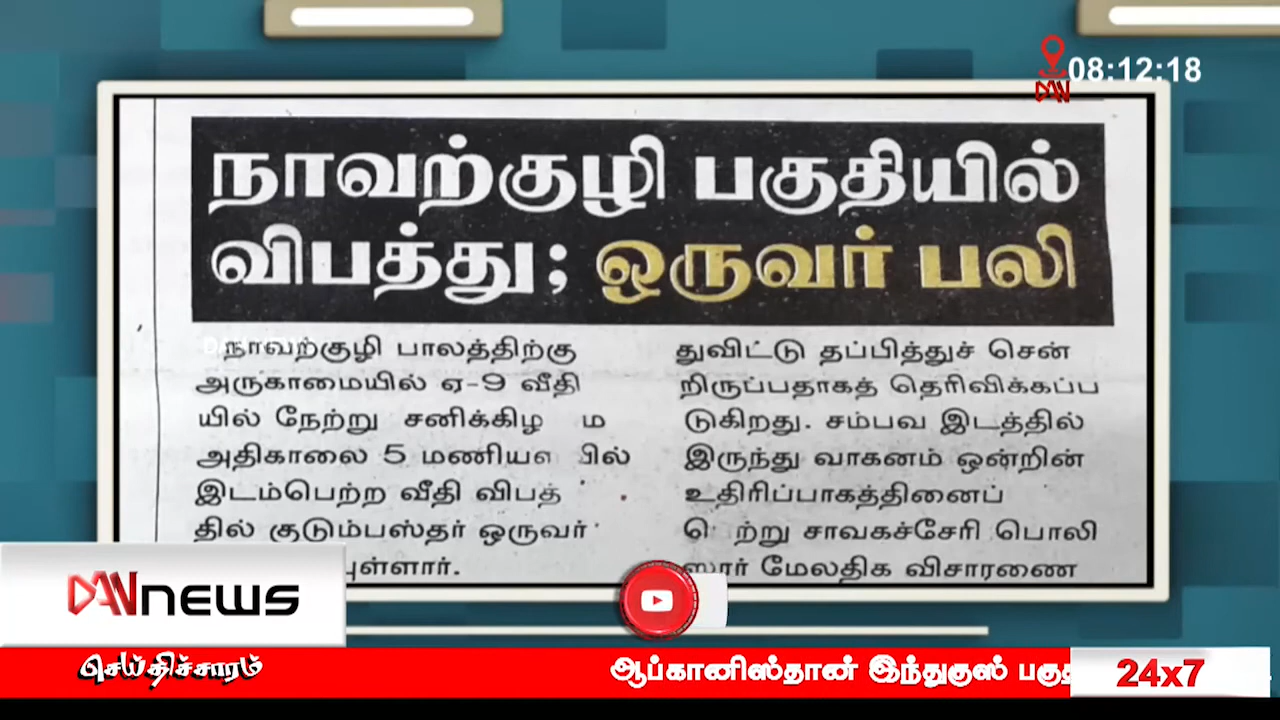 08:12:18
DAN
நாவற்குழி பகுதியில்
விபத்து; ஒருவர் பலி
நாவற்குழி பாலத்திற்கு
அருகாமையில் ஏ-9 வீதி
யில் நேற்று சனிக்கிழ ம
அதிகாலை 5
இடம்பெற்ற வீதி விபத்
தில் குடும்பஸ்தர் ஒருவர்
துவிட்டு தப்பித்துச் சென்
றிருப்பதாகத் தெரிவிக்கப்ப
டுகிறது. சம்பவ இடத்தில்
இருந்து வாகனம் ஒன்றின்
உதிரிப்பாகத்தினைப்
சாவகச்சேரி பொலி
மேலதிக விசாரணை
DAN news
செய்திச்சாரம்
ஆப்கானிஸ்தான் இந்துகுஸ்
24x7